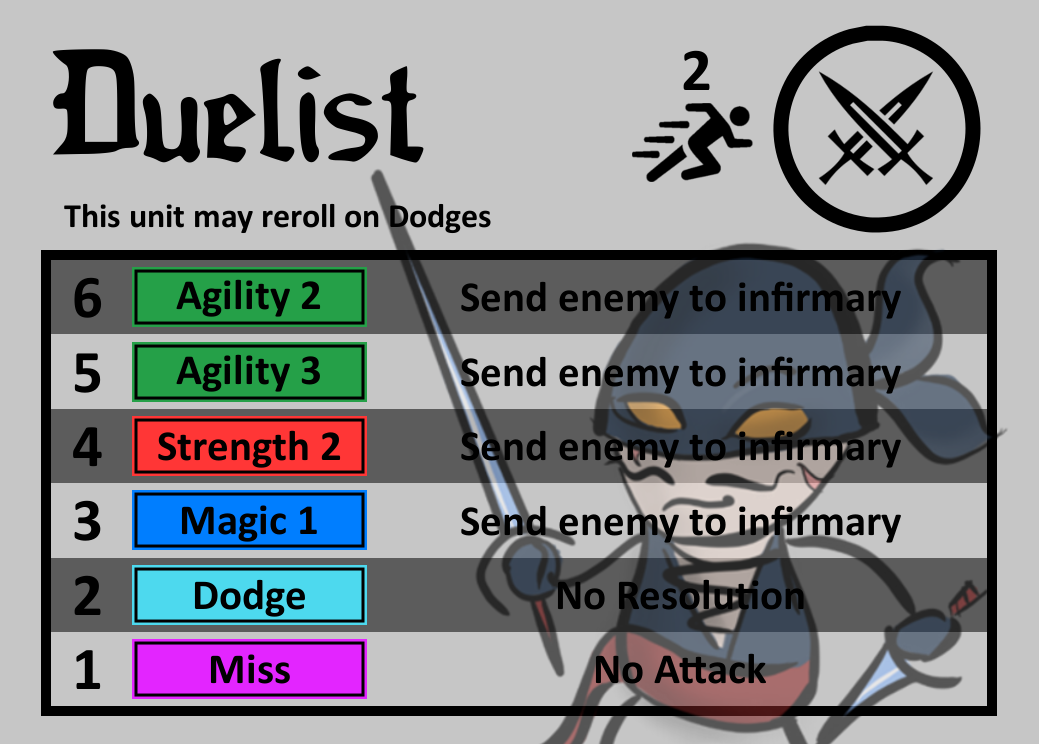 Duelist
2
This unit may reroll on Dodges
6 Agility 2 Send enemy to infirmary
5 Agility 3 Send enemy to infirmary
4 Strength 2 Send enemy to infirmary
3 Magic 1 Send enemy to infirmary
2 Dodge No Resolution
1 Miss No Attack